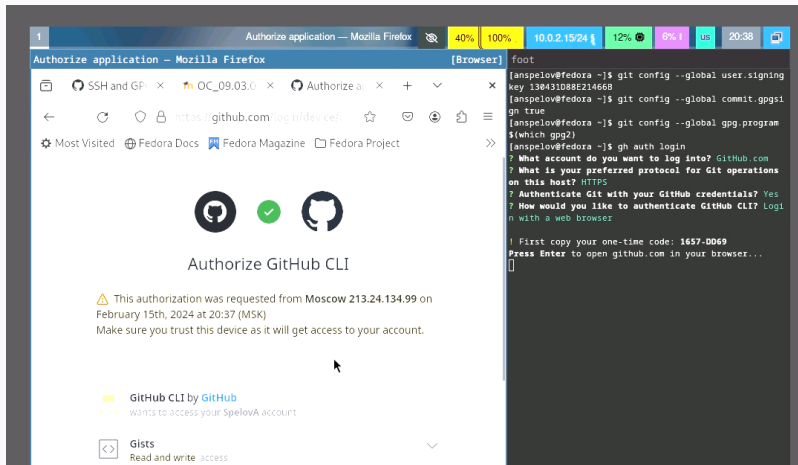 1
Authorize application — Mozilla Firefox
40%
100%
10.0.2.15/24
12%
6%
us
20:38
Authorize application — Mozilla Firefox
[Browser]
SSH and GP
OC_09.03.0
Authorize a
https://github.com/login/device/
Most Visited
Fedora Docs
Fedora Magazine
Fedora Project
Authorize GitHub CLI
This authorization was requested from Moscow 213.24.134.99 on
February 15th, 2024 at 20:37 (MSK)
Make sure you trust this device as it will get access to your account.
GitHub CLI by GitHub
wants to access your SpelovA account
Gists
Read and write access
foot
[anspelov@fedora ~]$ git config --global user.signing
key 130431D88E214668
[anspelov@fedora ~]$ git config --global commit.gpgsi
gn true
[anspelov@fedora ~]$ git config --global gpg.program
$(which gpg2)
[anspelov@fedora ~]$ gh auth login
? What account do you want to log into? GitHub.com
? What is your preferred protocol for Git operations
on this host? HTTPS
? Authenticate Git with your GitHub credentials? Yes
? How would you like to authenticate GitHub CLI? Logi
n with a web browser
! First copy your one-time code: 1657-DD69
Press Enter to open github.com in your browser...